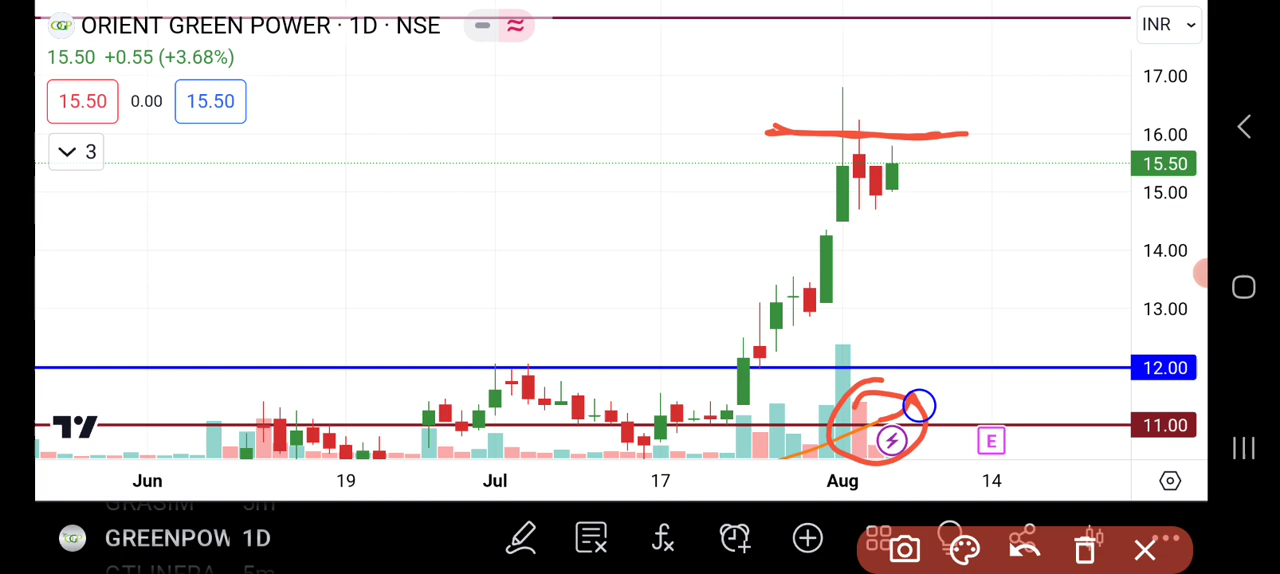 ORIENT GREEN POWER · 1D · NSE
INR
15.50 +0.55 (+3.68%)
15.50 0.00 15.50
3
17.00
16.00
15.50
15.00
14.00
13.00
12.00
11.00
E
Jun 19 Jul 17 Aug 14
GRASIM 5m
GREENPOW 1D